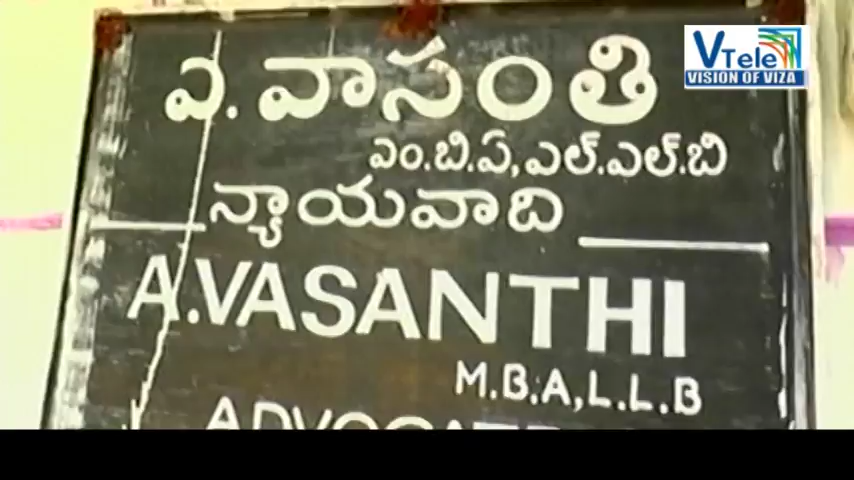 VTele
VISION OF VIZA
ఏ. వాసంతి
ఎం.బి.ఏ,ఎల్.ఎల్.బి
న్యాయవాది
A.VASANTHI
M.B.A,L.L.B